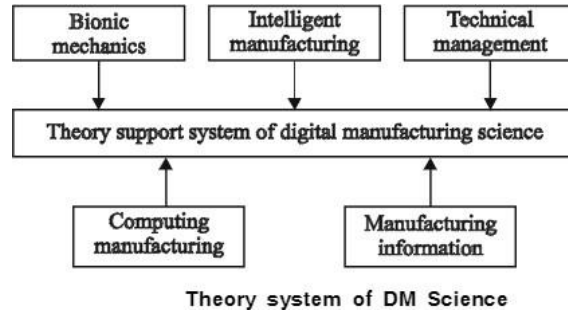 Bionic
mechanics
Intelligent
manufacturing
Technical
management
Theory support system of digital manufacturing science
Computing
manufacturing
Manufacturing
information
Theory system of DM Science